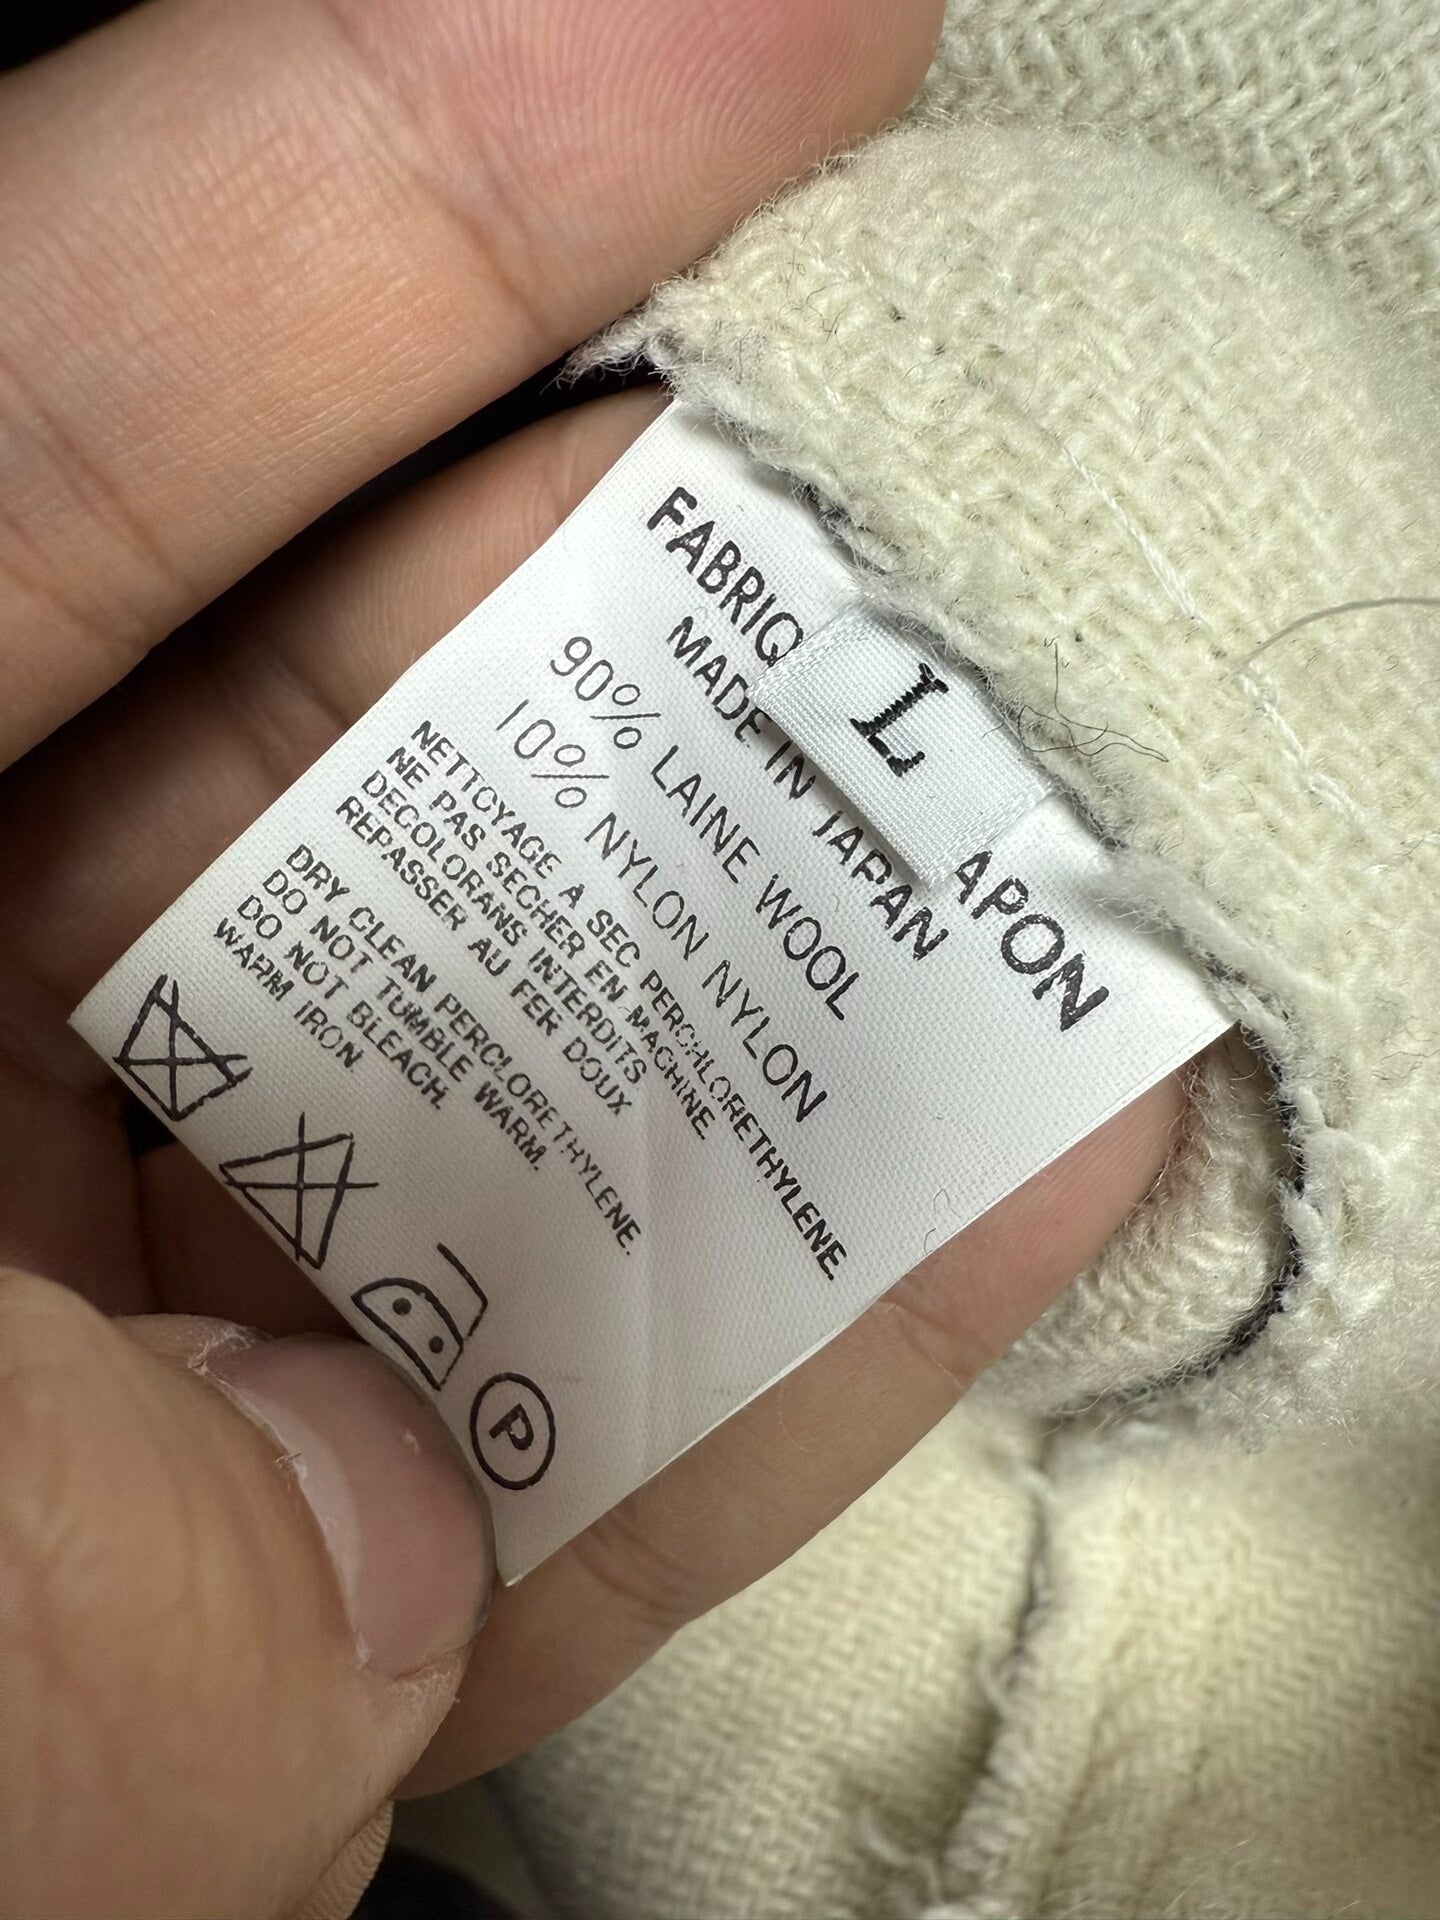 FABRIQ APON
L
MADE IN JAPAN
90% LAINE WOOL
10% NYLON NYLON
NETTOYAGE A SEC PERCHLORETHYLENE.
NE PAS SECHER EN MACHINE.
DECOLORANS INTERDITS
REPASSER AU FER DOUX
DRY CLEAN PERCLORETHYLENE.
DO NOT TUMBLE WARM.
DO NOT BLEACH.
WARM IRON.
P